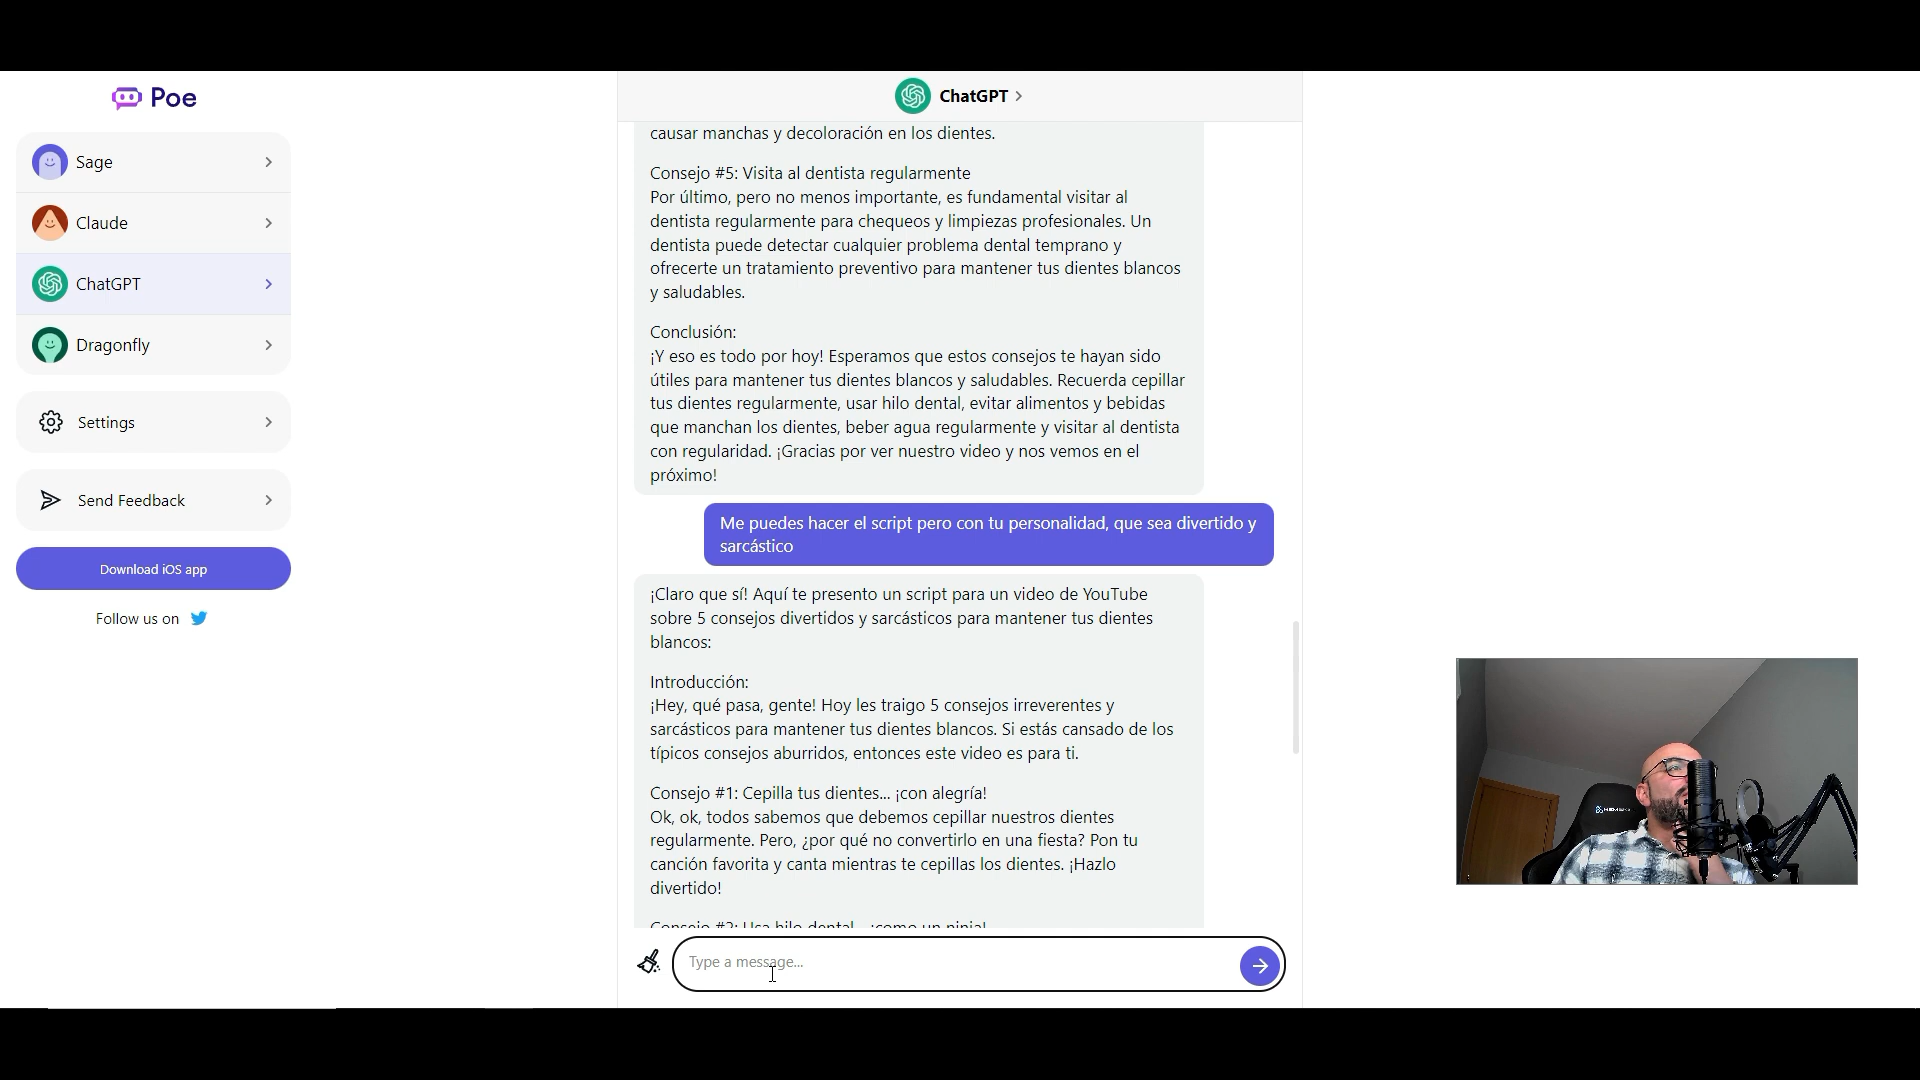 Poe
Sage
Claude
ChatGPT
Dragonfly
Settings
Send Feedback
Download iOS app
Follow us on
ChatGPT
causar manchas y decoloración en los dientes.
Consejo #5: Visita al dentista regularmente
Por último, pero no menos importante, es fundamental visitar al
dentista regularmente para chequeos y limpiezas profesionales. Un
dentista puede detectar cualquier problema dental temprano y
ofrecerte un tratamiento preventivo para mantener tus dientes blancos
y saludables.
Conclusión:
¡Y eso es todo por hoy! Esperamos que estos consejos te hayan sido
útiles para mantener tus dientes blancos y saludables. Recuerda cepillar
tus dientes regularmente, usar hilo dental, evitar alimentos y bebidas
que manchan los dientes, beber agua regularmente y visitar al dentista
con regularidad. ¡Gracias por ver nuestro video y nos vemos en el
próximo!
Me puedes hacer el script pero con tu personalidad, que sea divertido y
sarcástico
¡Claro que sí! Aquí te presento un script para un video de YouTube
sobre 5 consejos divertidos y sarcásticos para mantener tus dientes
blancos:
Introducción:
¡Hey, qué pasa, gente! Hoy les traigo 5 consejos irreverentes y
sarcásticos para mantener tus dientes blancos. Si estás cansado de los
típicos consejos aburridos, entonces este video es para ti.
Consejo #1: Cepilla tus dientes... ¡con alegría!
Ok, ok, todos sabemos que debemos cepillar nuestros dientes
regularmente. Pero, ¿por qué no convertirlo en una fiesta? Pon tu
canción favorita y canta mientras te cepillas los dientes. ¡Hazlo
divertido!
Consejo #2: Usa hilo dental... ¡como un ninja!
Type a message...